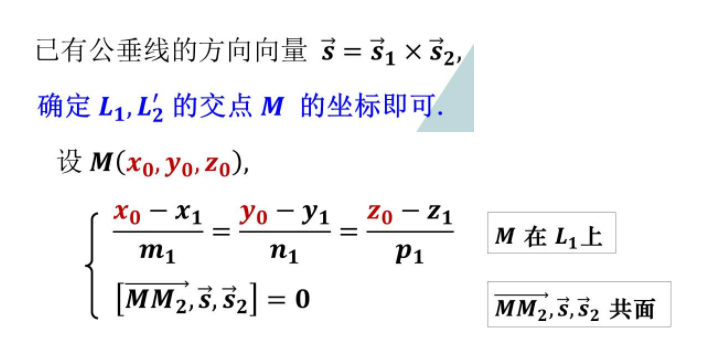 已有公垂线的方向向量 $\vec{s} = \vec{s}_1 \times \vec{s}_2$,
确定 $L_1, L_2'$ 的交点 $M$ 的坐标即可.
设 $M(x_0, y_0, z_0)$,
$\begin{cases} \dfrac{x_0 - x_1}{m_1} = \dfrac{y_0 - y_1}{n_1} = \dfrac{z_0 - z_1}{p_1} \\ [\overrightarrow{MM_2}, \vec{s}, \vec{s}_2] = 0 \end{cases}$
$M$ 在 $L_1$上
$\overrightarrow{MM_2}, \vec{s}, \vec{s}_2$ 共面